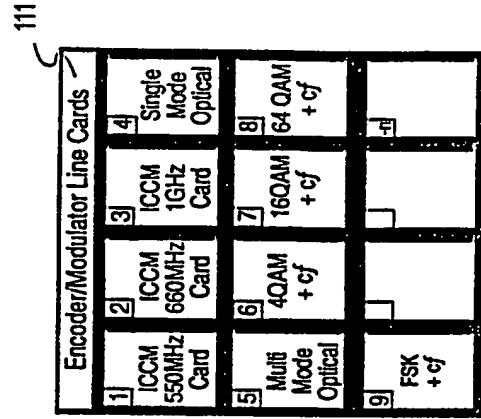 111
Encoder/Modulator Line Cards
1
ICCM
550MHz
Card
2
ICCM
660MHz
Card
3
ICCM
1GHz
Card
4
Single
Mode
Optical
5
Multi
Mode
Optical
6
4QAM
+ cf
7
16QAM
+ cf
8
64 QAM
+ cf
9
FSK
+ cf